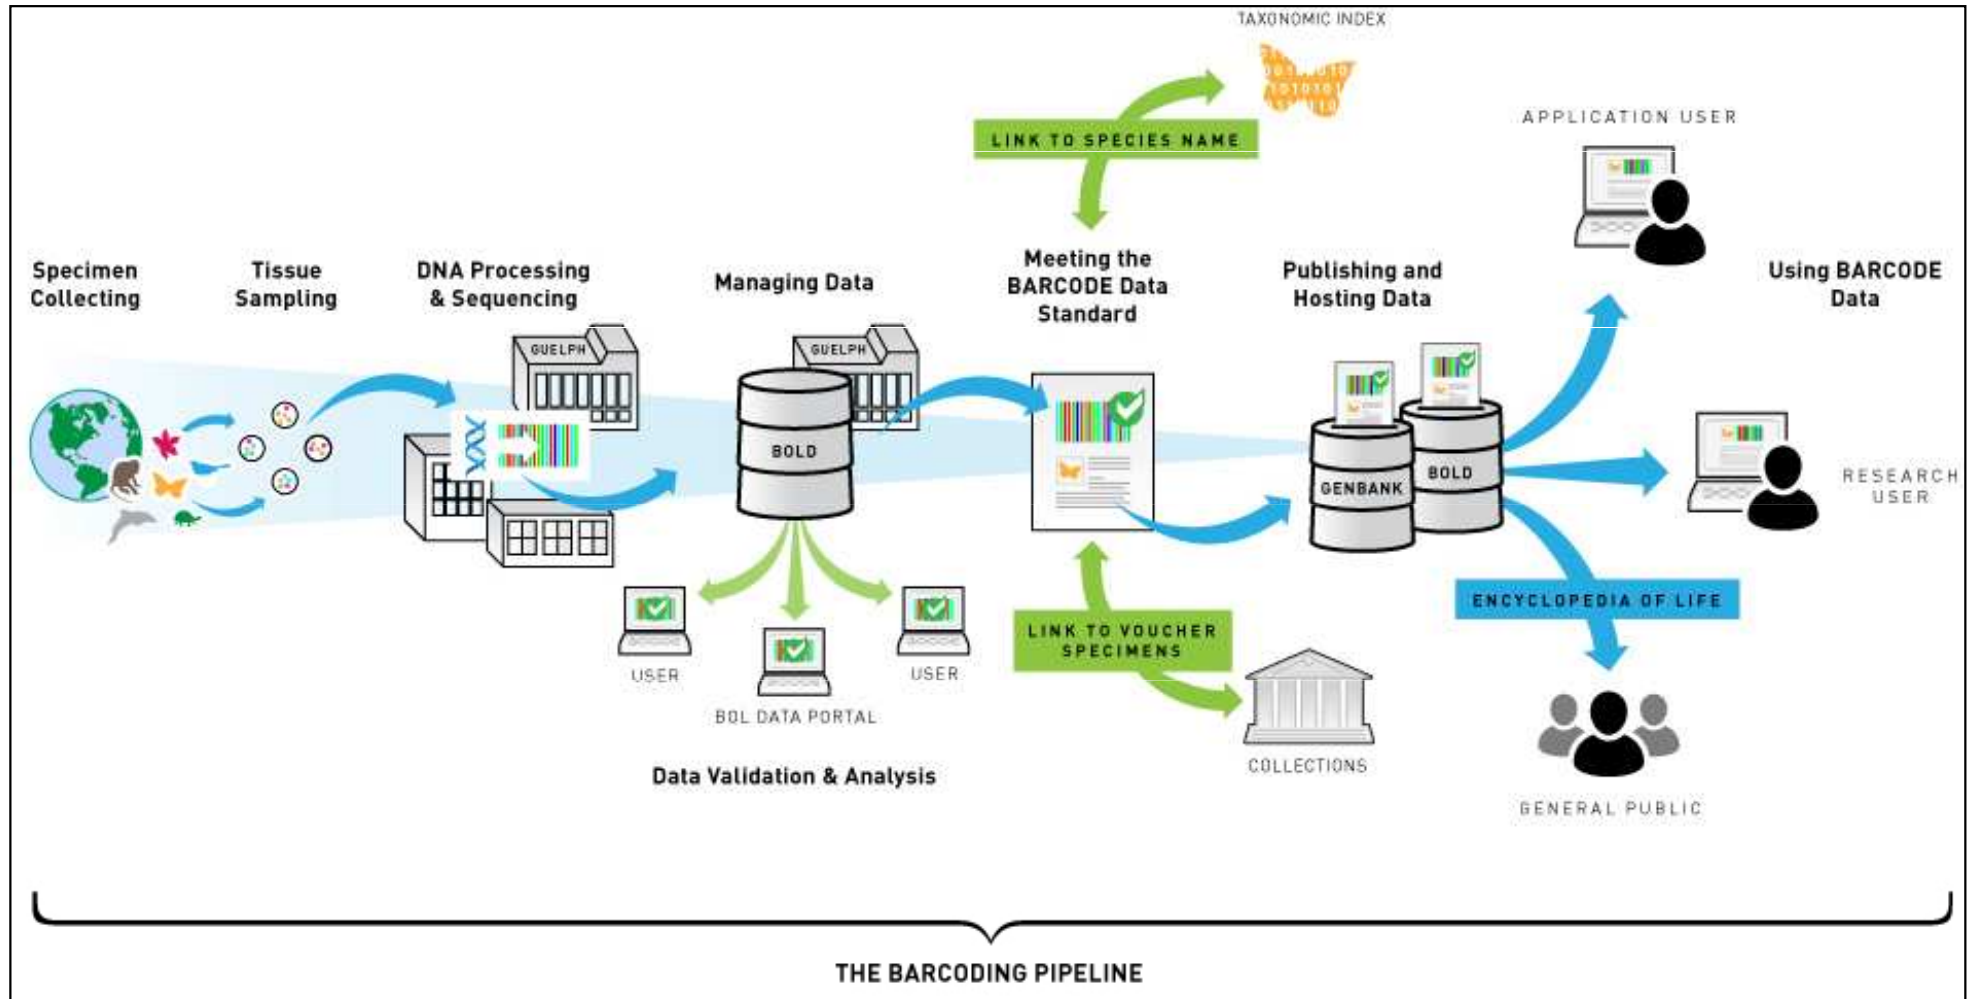 TAXONOMIC INDEX
LINK TO SPECIES NAME
APPLICATION USER
Specimen
Collecting
Tissue
Sampling
DNA Processing
& Sequencing
Managing Data
Meeting the
BARCODE Data
Standard
Publishing and
Hosting Data
Using BARCODE
Data
GUELPH
GUELPH
BOLD
GENBANK
BOLD
RESEARCH
USER
USER
BOL DATA PORTAL
USER
Data Validation & Analysis
LINK TO VOUCHER
SPECIMENS
COLLECTIONS
ENCYCLOPEDIA OF LIFE
GENERAL PUBLIC
THE BARCODING PIPELINE